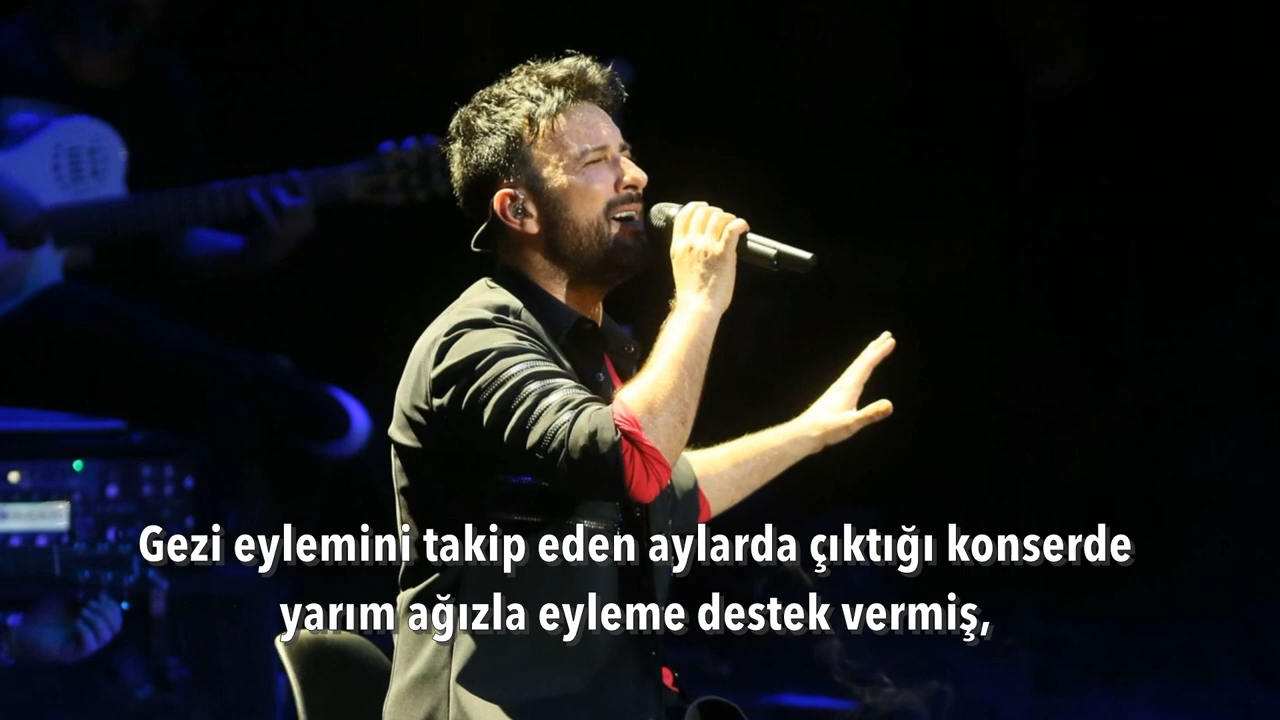 Gezi eylemini takip eden aylarda çıktığı konserde
yarım ağızla eyleme destek vermiş,